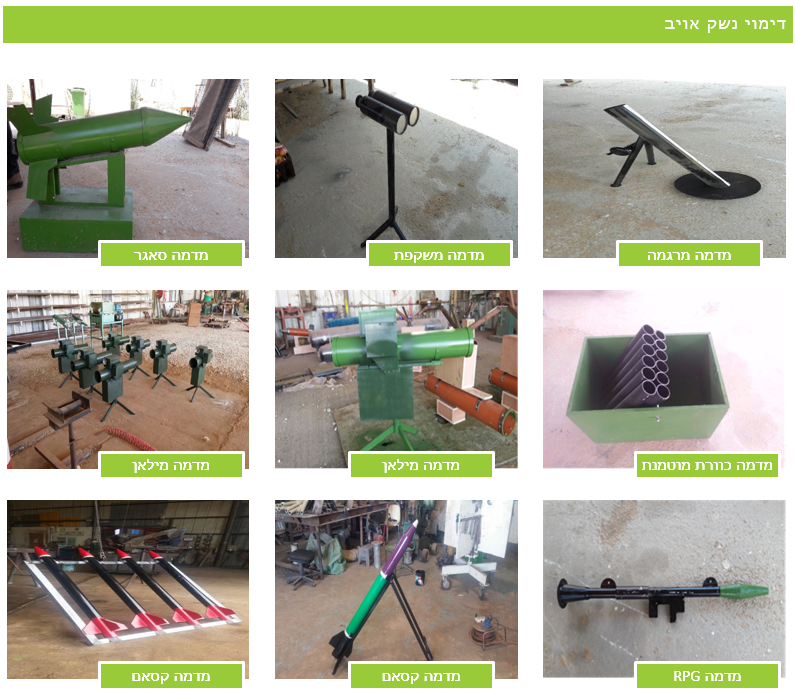 דימוי נשק אויב
מדמה מרגמה
מדמה משקפת
מדמה סאגר
מדמה כוורת מוטמנת
מדמה מילאן
מדמה מילאן
מדמה RPG
מדמה קסאם
מדמה קסאם